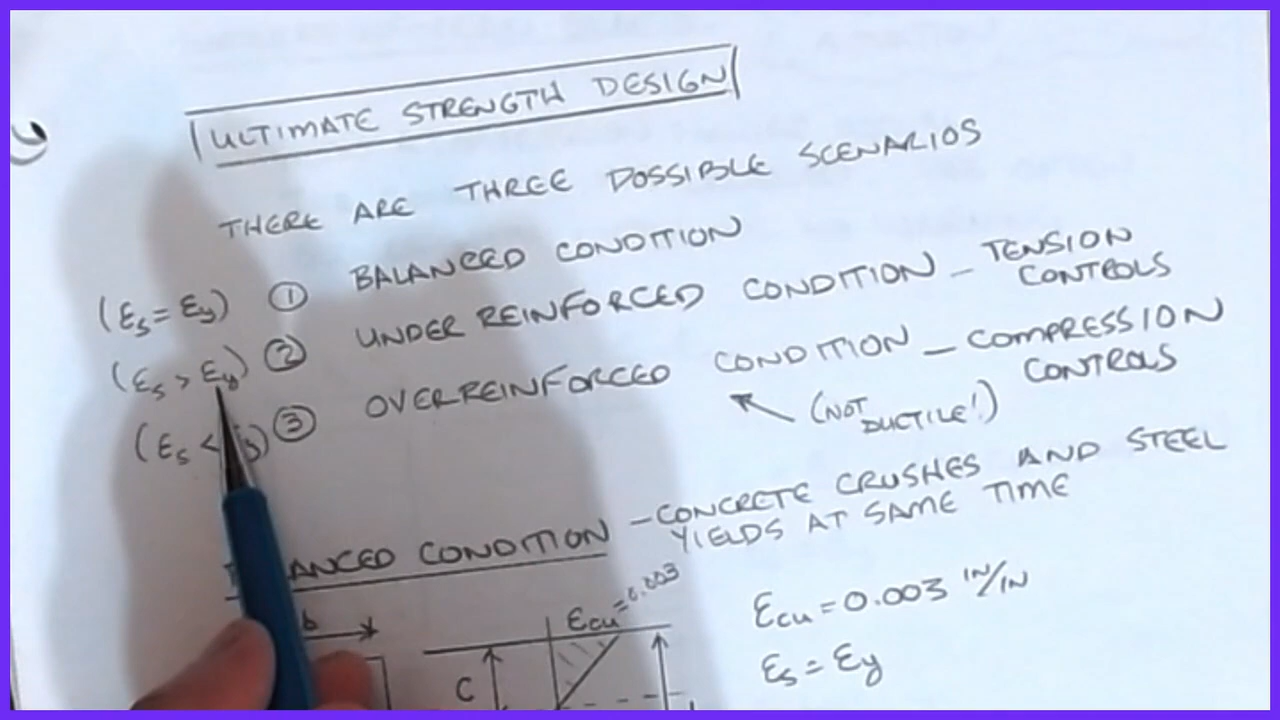 ULTIMATE STRENGTH DESIGN
THERE ARE THREE POSSIBLE SCENARIOS
(εs = εy) ① BALANCED CONDITION
(εs > εy) ② UNDER REINFORCED CONDITION – TENSION CONTROLS
(εs < ③ OVERREINFORCED CONDITION – COMPRESSION CONTROLS
(NOT DUCTILE!)
CONDITION – CONCRETE CRUSHES AND STEEL
YIELDS AT SAME TIME
b
εcu = 0.003
εcu = 0.003 IN/IN
C
εs = εy